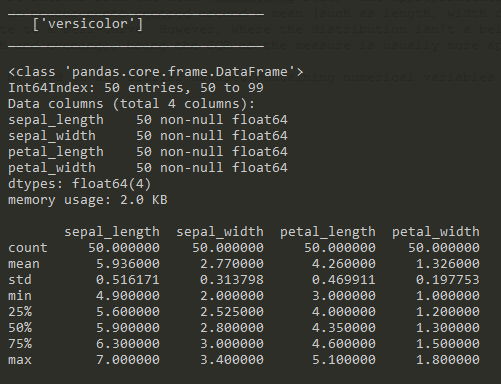 ________________________________
['versicolor']
________________________________
<class 'pandas.core.frame.DataFrame'>
Int64Index: 50 entries, 50 to 99
Data columns (total 4 columns):
sepal_length    50 non-null float64
sepal_width     50 non-null float64
petal_length    50 non-null float64
petal_width     50 non-null float64
dtypes: float64(4)
memory usage: 2.0 KB
       sepal_length  sepal_width  petal_length  petal_width
count     50.000000    50.000000     50.000000    50.000000
mean       5.936000     2.770000      4.260000     1.326000
std        0.516171     0.313798      0.469911     0.197753
min        4.900000     2.000000      3.000000     1.000000
25%        5.600000     2.525000      4.000000     1.200000
50%        5.900000     2.800000      4.350000     1.300000
75%        6.300000     3.000000      4.600000     1.500000
max        7.000000     3.400000      5.100000     1.800000